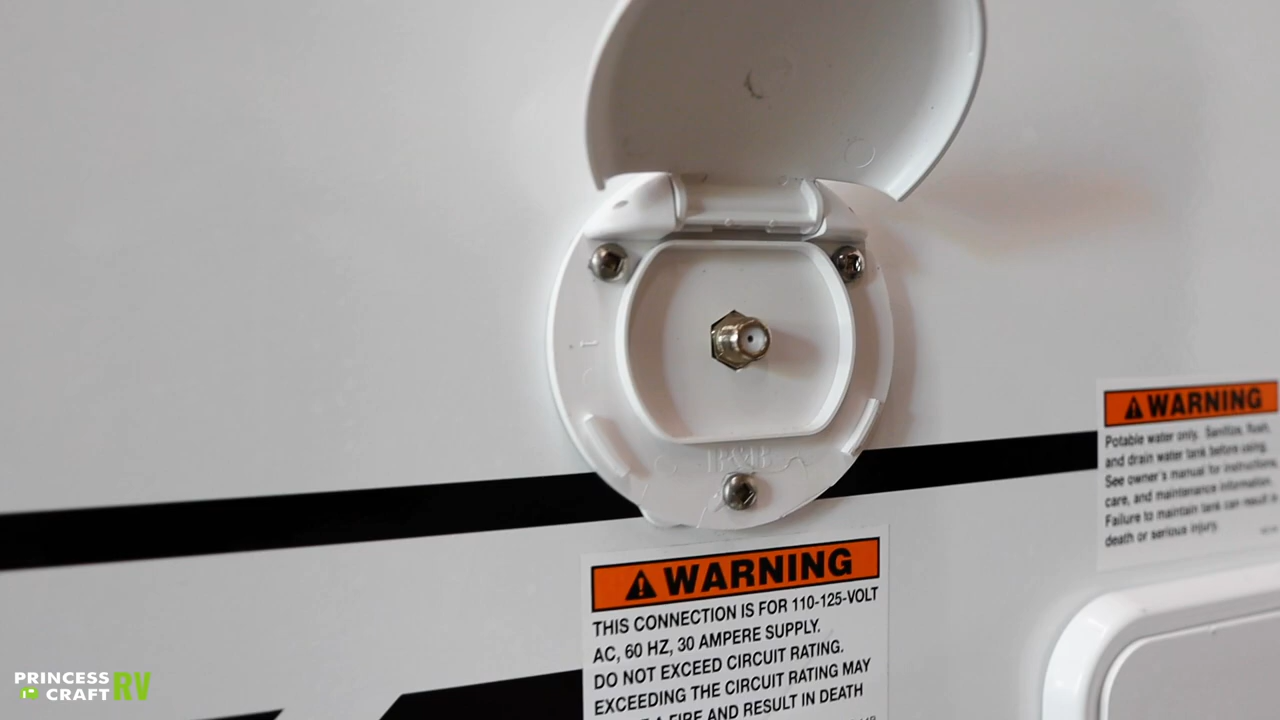 B&B
WARNING
THIS CONNECTION IS FOR 110-125-VOLT
AC, 60 HZ, 30 AMPERE SUPPLY.
DO NOT EXCEED CIRCUIT RATING.
EXCEEDING THE CIRCUIT RATING MAY
A FIRE AND RESULT IN DEATH
WARNING
Potable water only. Sanitize, flush,
and drain water tank before using.
See owner's manual for instructions,
care, and maintenance information.
Failure to maintain tank can result in
death or serious injury.
PRINCESS
CRAFT RV